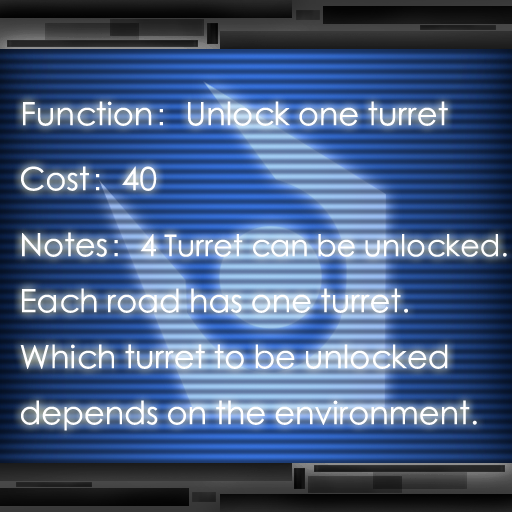 Function: Unlock one turret
Cost: 40
Notes: 4 Turret can be unlocked.
Each road has one turret.
Which turret to be unlocked
depends on the environment.